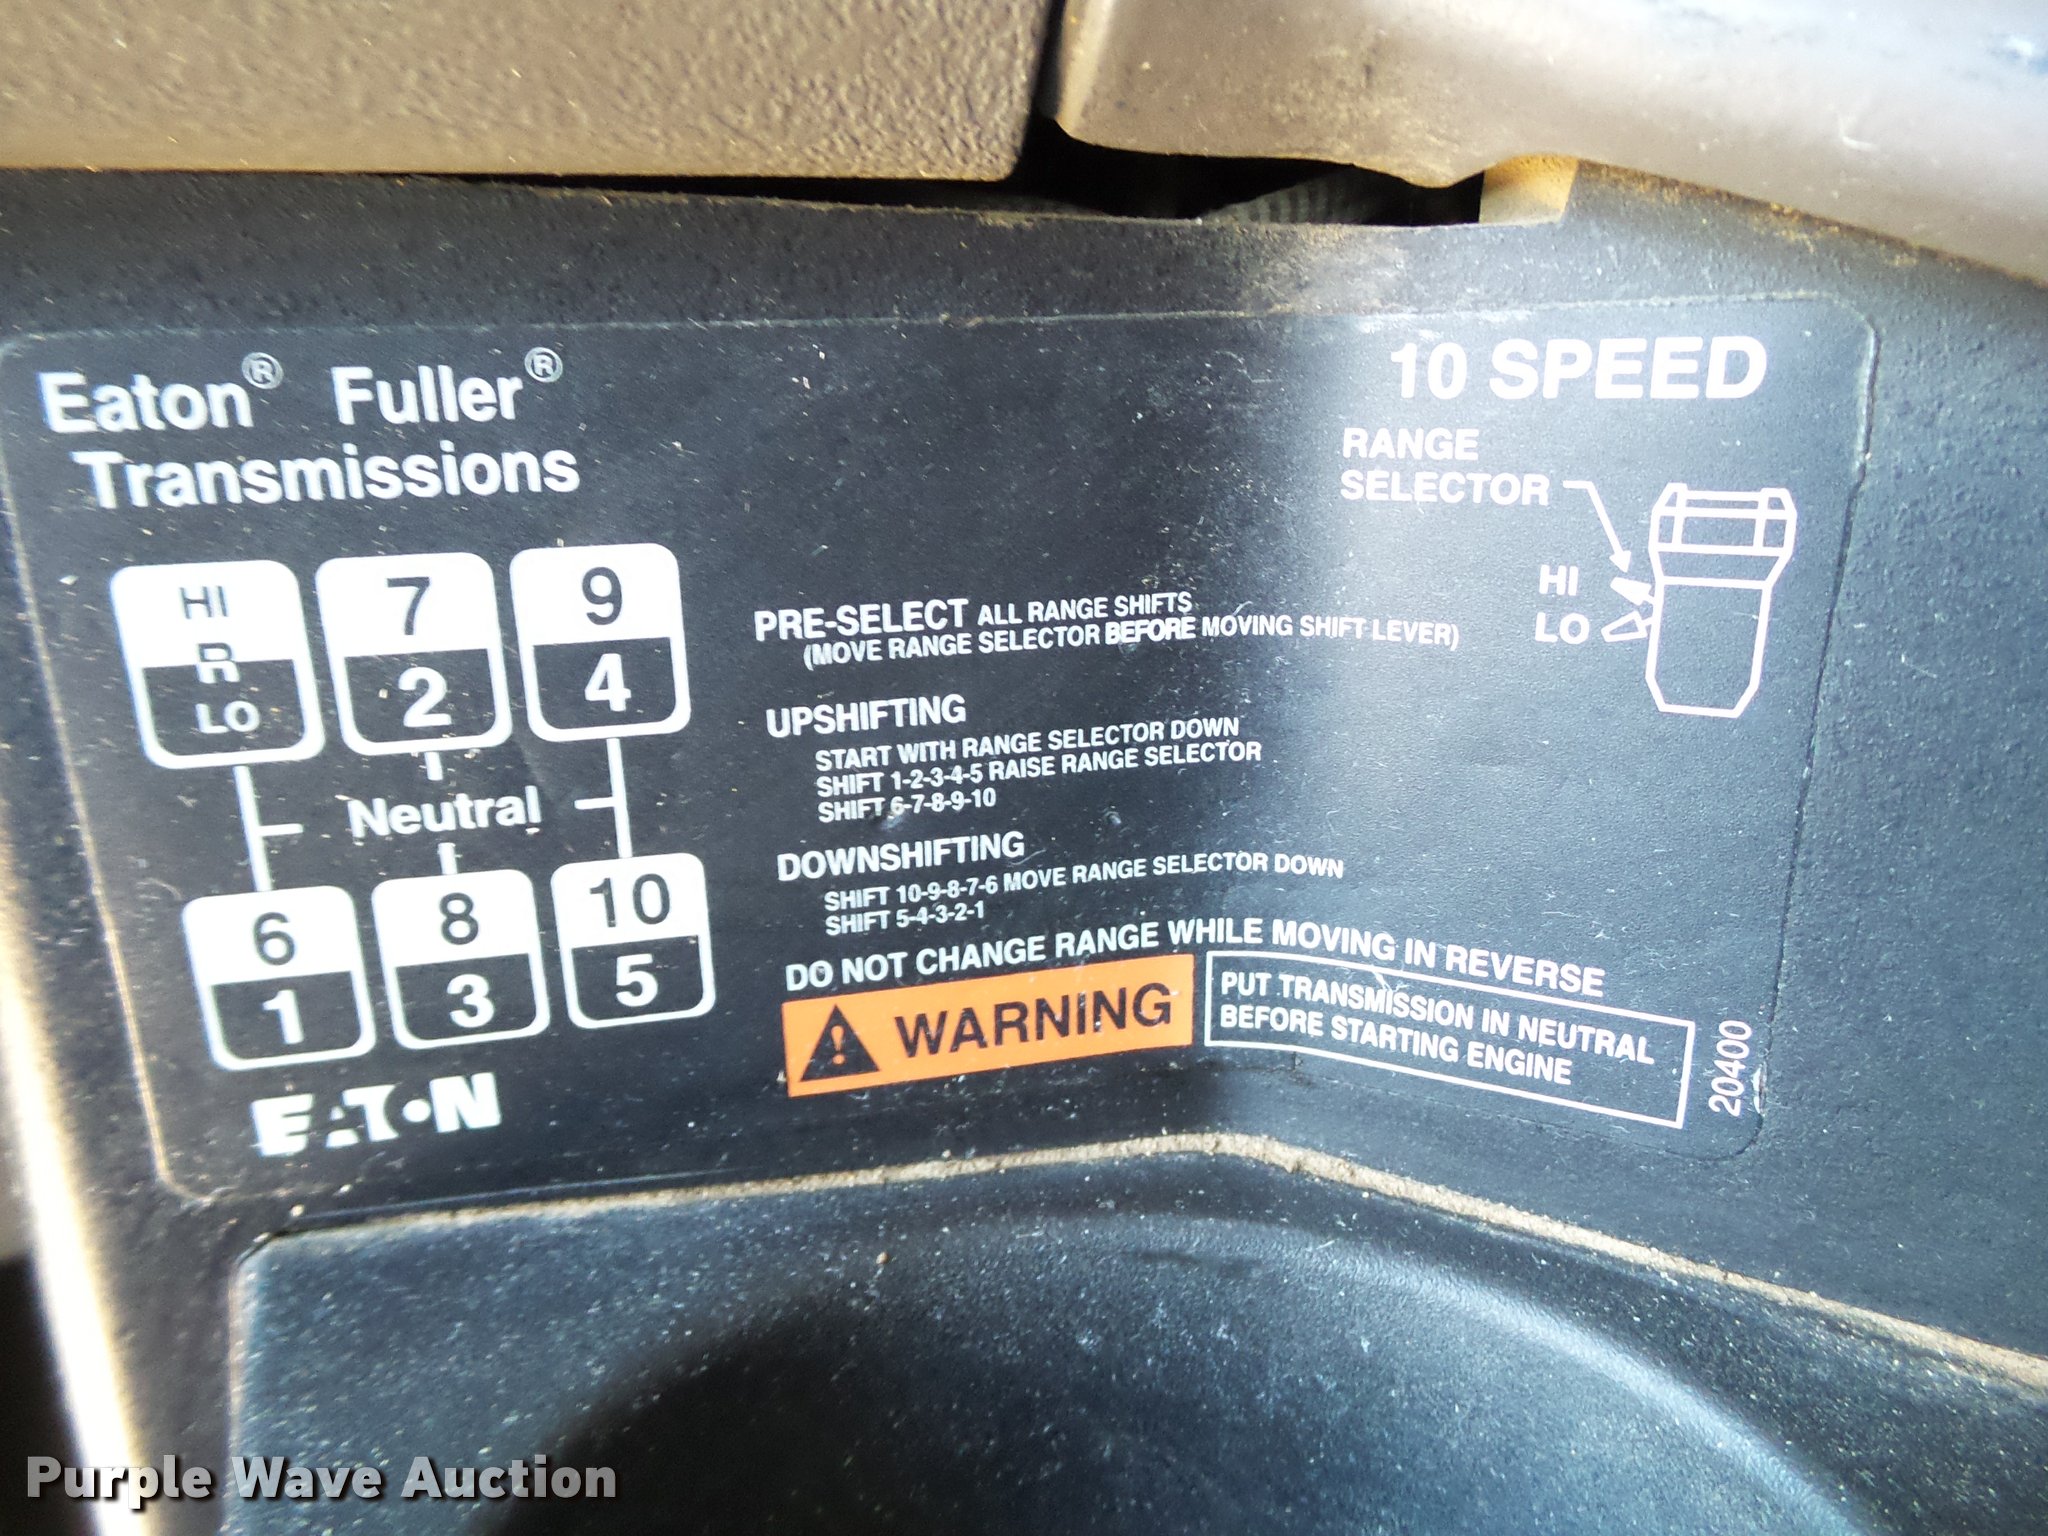 Eaton® Fuller®
Transmissions
10 SPEED
RANGE
SELECTOR
HI
LO
HI
R
LO
7
2
9
4
Neutral
6
1
8
3
10
5
EATON
PRE-SELECT ALL RANGE SHIFTS
(MOVE RANGE SELECTOR BEFORE MOVING SHIFT LEVER)
UPSHIFTING
START WITH RANGE SELECTOR DOWN
SHIFT 1-2-3-4-5 RAISE RANGE SELECTOR
SHIFT 6-7-8-9-10
DOWNSHIFTING
SHIFT 10-9-8-7-6 MOVE RANGE SELECTOR DOWN
SHIFT 5-4-3-2-1
DO NOT CHANGE RANGE WHILE MOVING IN REVERSE
WARNING
PUT TRANSMISSION IN NEUTRAL
BEFORE STARTING ENGINE
20400
Purple Wave Auction